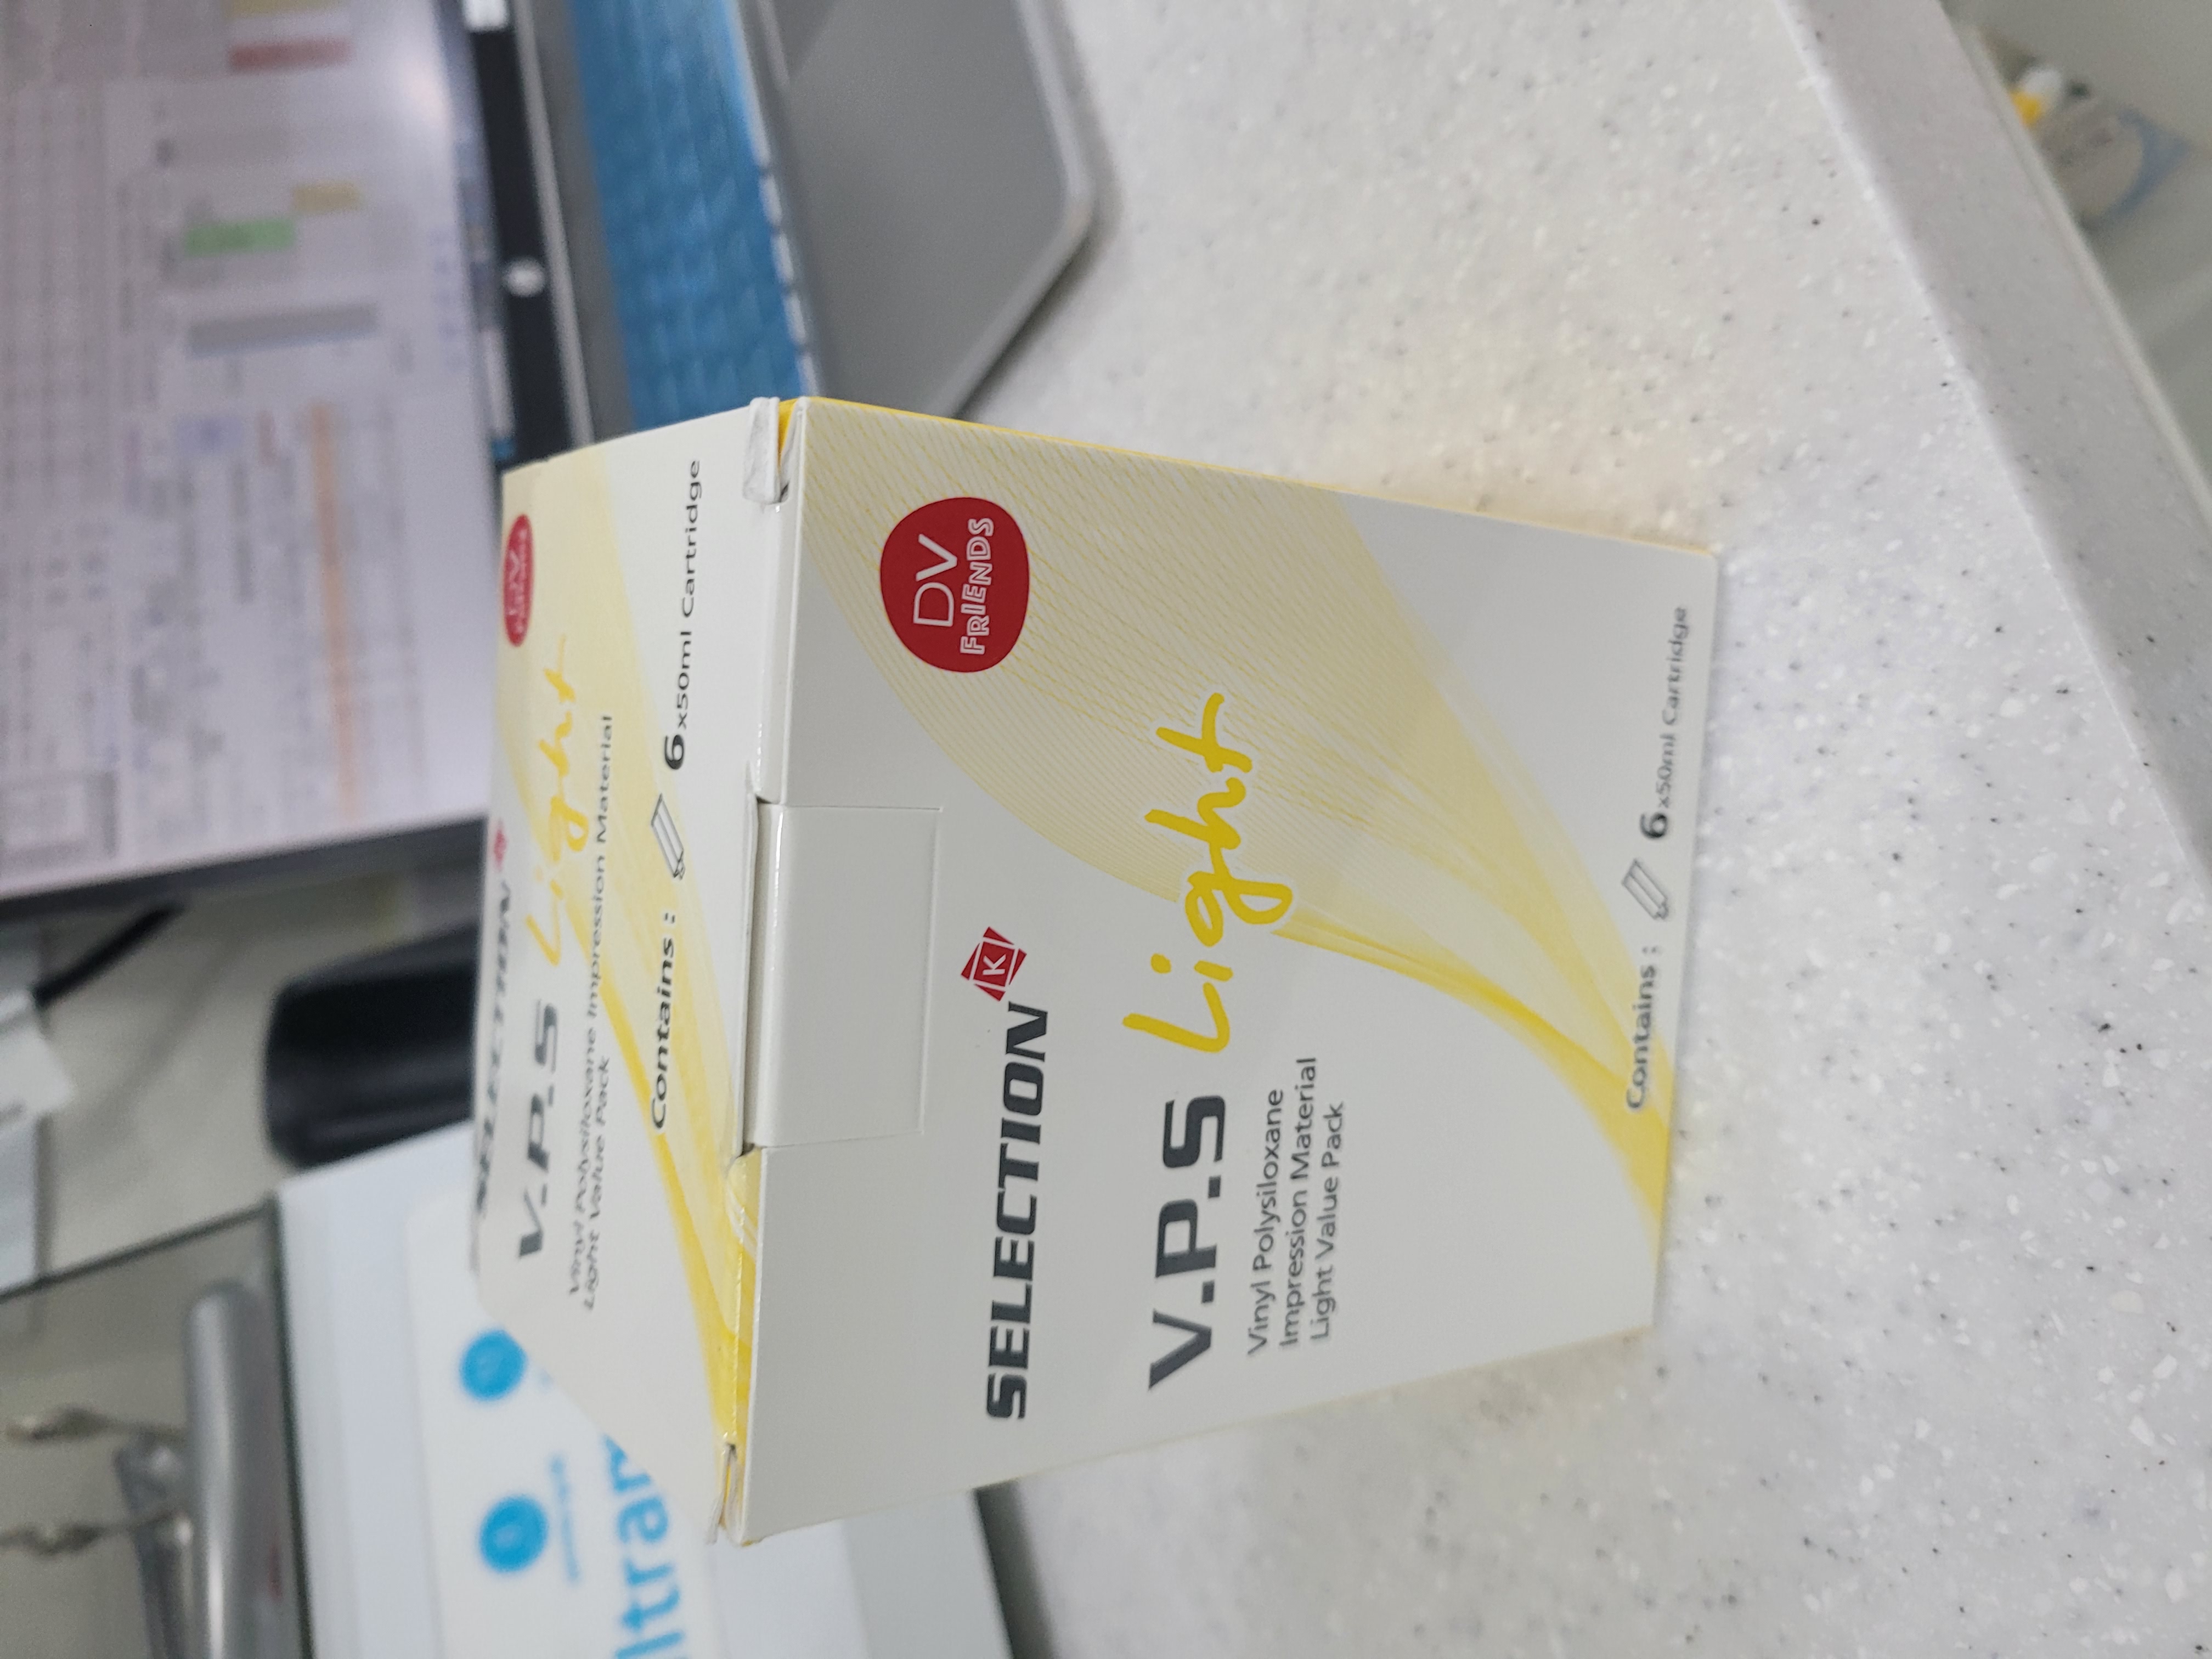 SELECTION
V.P.S Light
DV
Vinyl Polysiloxane Impression Material
Light Value Pack
Contains : 6x50ml Cartridge
DV
FRIENDS
SELECTION K
V.P.S Light
Vinyl Polysiloxane
Impression Material
Light Value Pack
Contains : 6x50ml Cartridge